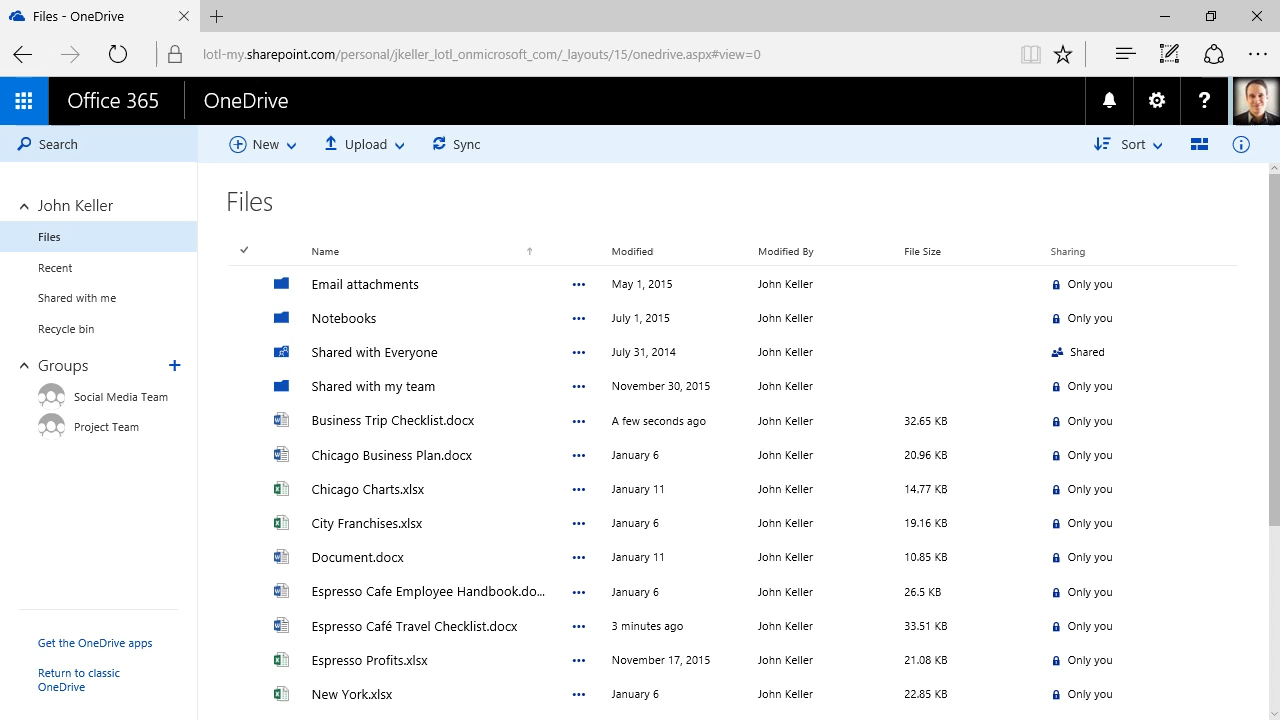 Files - OneDrive
lotl-my.sharepoint.com/personal/jkeller_lotl_onmicrosoft_com/_layouts/15/onedrive.aspx#view=0
Office 365 OneDrive ?
Search New Upload Sync Sort
John Keller
Files
Recent
Shared with me
Recycle bin
Groups
Social Media Team
Project Team
Get the OneDrive apps
Return to classic
OneDrive
Files
Name Modified Modified By File Size Sharing
Email attachments ••• May 1, 2015 John Keller Only you
Notebooks ••• July 1, 2015 John Keller Only you
Shared with Everyone ••• July 31, 2014 John Keller Shared
Shared with my team ••• November 30, 2015 John Keller Only you
Business Trip Checklist.docx ••• A few seconds ago John Keller 32.65 KB Only you
Chicago Business Plan.docx ••• January 6 John Keller 20.96 KB Only you
Chicago Charts.xlsx ••• January 11 John Keller 14.77 KB Only you
City Franchises.xlsx ••• January 6 John Keller 19.16 KB Only you
Document.docx ••• January 11 John Keller 10.85 KB Only you
Espresso Cafe Employee Handbook.do... ••• January 6 John Keller 26.5 KB Only you
Espresso Café Travel Checklist.docx ••• 3 minutes ago John Keller 33.51 KB Only you
Espresso Profits.xlsx ••• November 17, 2015 John Keller 21.08 KB Only you
New York.xlsx ••• January 6 John Keller 22.85 KB Only you